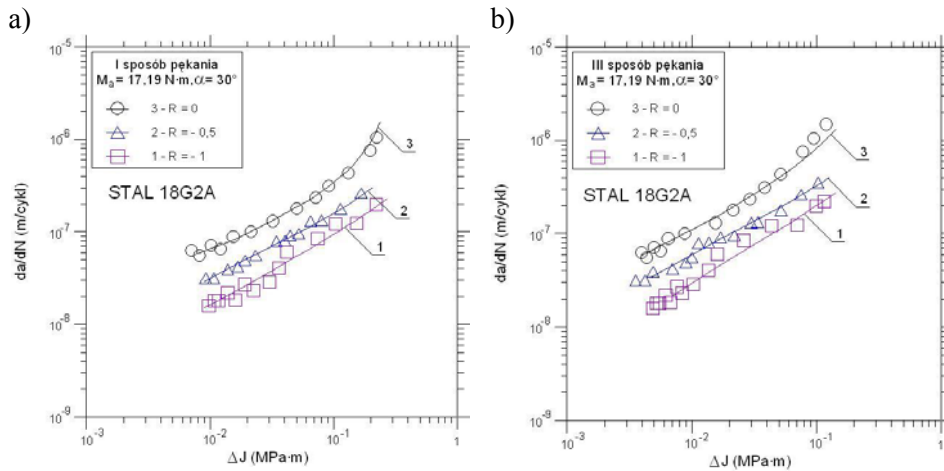 a)
10⁻⁵
I sposób pękania
Mₐ = 17,19 N·m, α = 30°
3 - R = 0
2 - R = - 0,5
1 - R = - 1
STAL 18G2A
10⁻⁶
10⁻⁷
10⁻⁸
10⁻⁹
da/dN (m/cykl)
3
2
1
10⁻³
10⁻²
10⁻¹
1
ΔJ (MPa·m)
b)
10⁻⁵
III sposób pękania
Mₐ = 17,19 N·m, α = 30°
3 - R = 0
2 - R = - 0,5
1 - R = - 1
STAL 18G2A
10⁻⁶
10⁻⁷
10⁻⁸
10⁻⁹
da/dN (m/cykl)
3
2
1
10⁻³
10⁻²
10⁻¹
1
ΔJ (MPa·m)